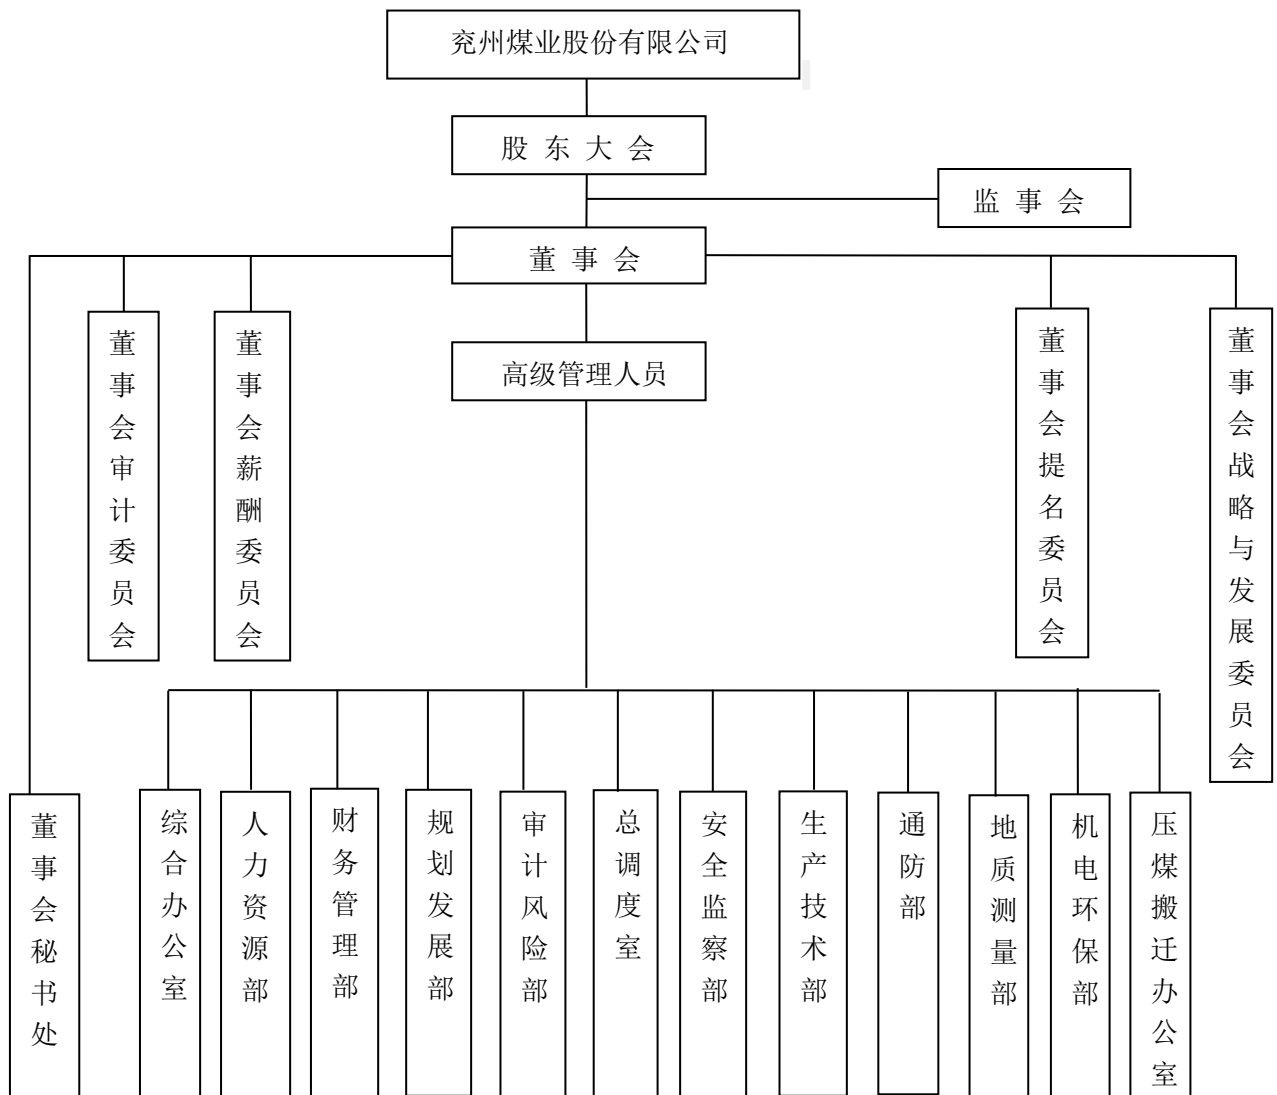 兖州煤业股份有限公司
股东大会
监事会
董事会
高级管理人员
董事会审计委员会
董事会薪酬委员会
董事会提名委员会
董事会战略与发展委员会
董事会秘书处
综合办公室
人力资源部
财务管理部
规划发展部
审计风险部
总调度室
安全监察部
生产技术部
通防部
地质测量部
机电环保部
压煤搬迁办公室